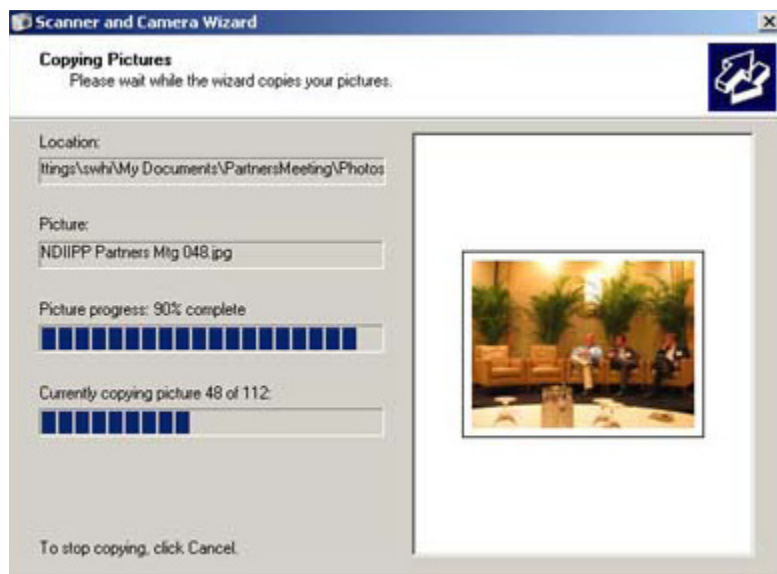 Scanner and Camera Wizard
Copying Pictures
Please wait while the wizard copies your pictures.
Location:
ttings\swhi\My Documents\PartnersMeeting\Photos
Picture:
NDIIPP Partners Mtg 048.jpg
Picture progress: 90% complete
Currently copying picture 48 of 112:
To stop copying, click Cancel.